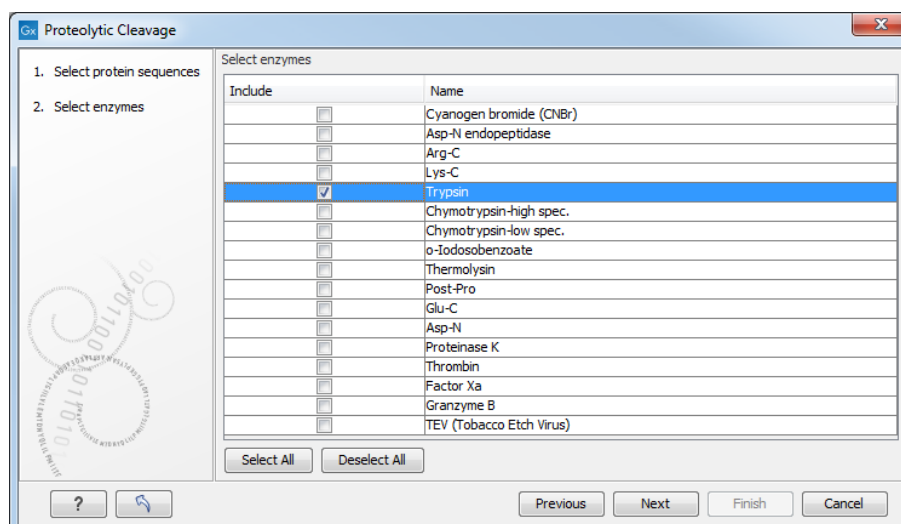 Gx Proteolytic Cleavage
1. Select protein sequences
2. Select enzymes
Select enzymes
Include Name
Cyanogen bromide (CNBr)
Asp-N endopeptidase
Arg-C
Lys-C
Trypsin
Chymotrypsin-high spec.
Chymotrypsin-low spec.
o-Iodosobenzoate
Thermolysin
Post-Pro
Glu-C
Asp-N
Proteinase K
Thrombin
Factor Xa
Granzyme B
TEV (Tobacco Etch Virus)
Select All Deselect All
? Previous Next Finish Cancel